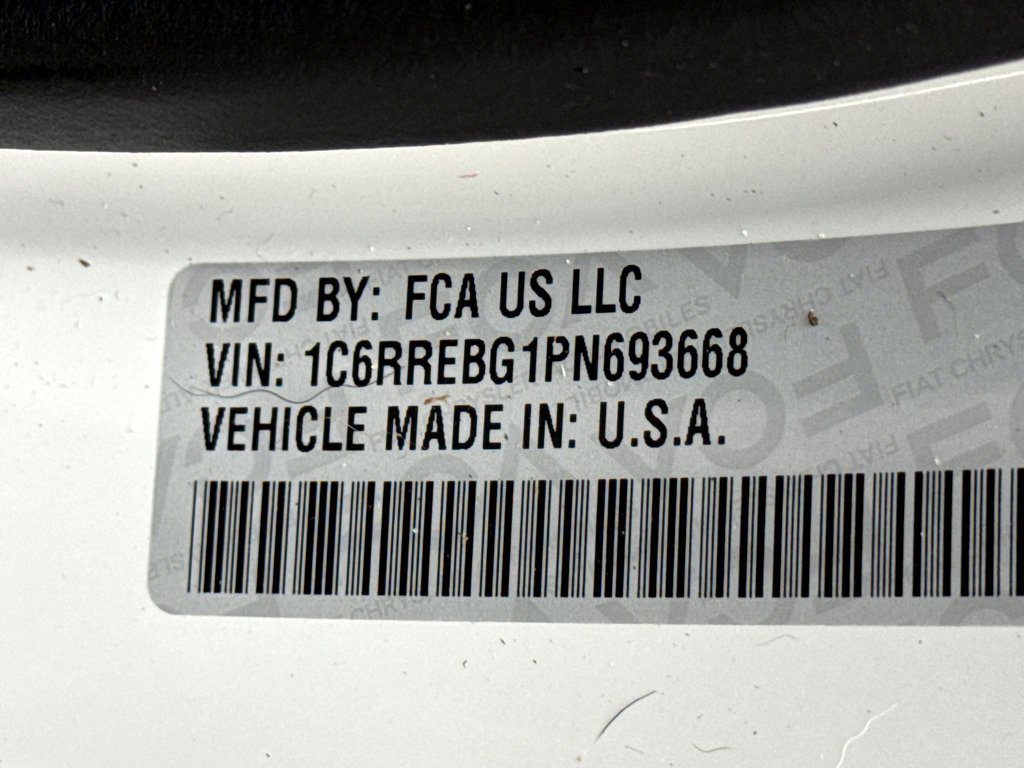 MFD BY: FCA US LLC
VIN: 1C6RREBG1PN693668
VEHICLE MADE IN: U.S.A.